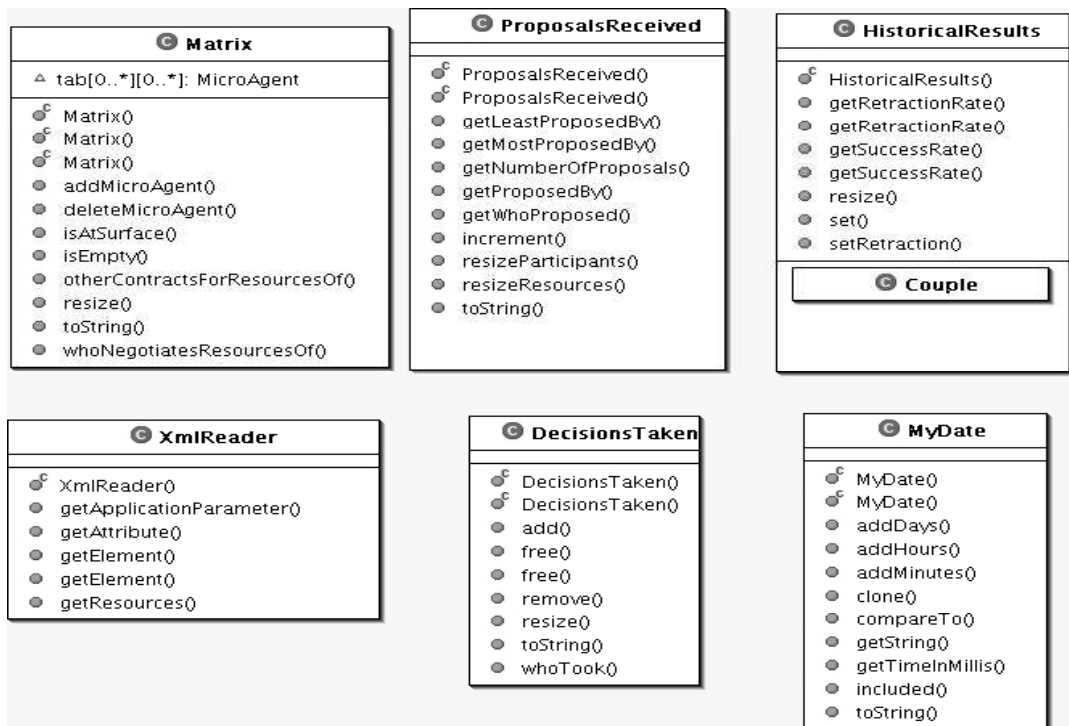 C Matrix
tab[0..*][0..*]: MicroAgent
C Matrix()
C Matrix()
C Matrix()
addMicroAgent()
deleteMicroAgent()
isAtSurface()
isEmpty()
otherContractsForResourcesOf()
resize()
toString()
whoNegotiatesResourcesOf()
C ProposalsReceived
C ProposalsReceived()
C ProposalsReceived()
getLeastProposedBy()
getMostProposedBy()
getNumberOfProposals()
getProposedBy()
getWhoProposed()
increment()
resizeParticipants()
resizeResources()
toString()
C HistoricalResults
C HistoricalResults()
getRetractionRate()
getRetractionRate()
getSuccessRate()
getSuccessRate()
resize()
set()
setRetraction()
C Couple
C XmlReader
C XmlReader()
getApplicationParameter()
getAttribute()
getElement()
getElement()
getResources()
C DecisionsTaken
C DecisionsTaken()
C DecisionsTaken()
add()
free()
free()
remove()
resize()
toString()
whoTook()
C MyDate
C MyDate()
C MyDate()
addDays()
addHours()
addMinutes()
clone()
compareTo()
getString()
getTimeInMillis()
included()
toString()